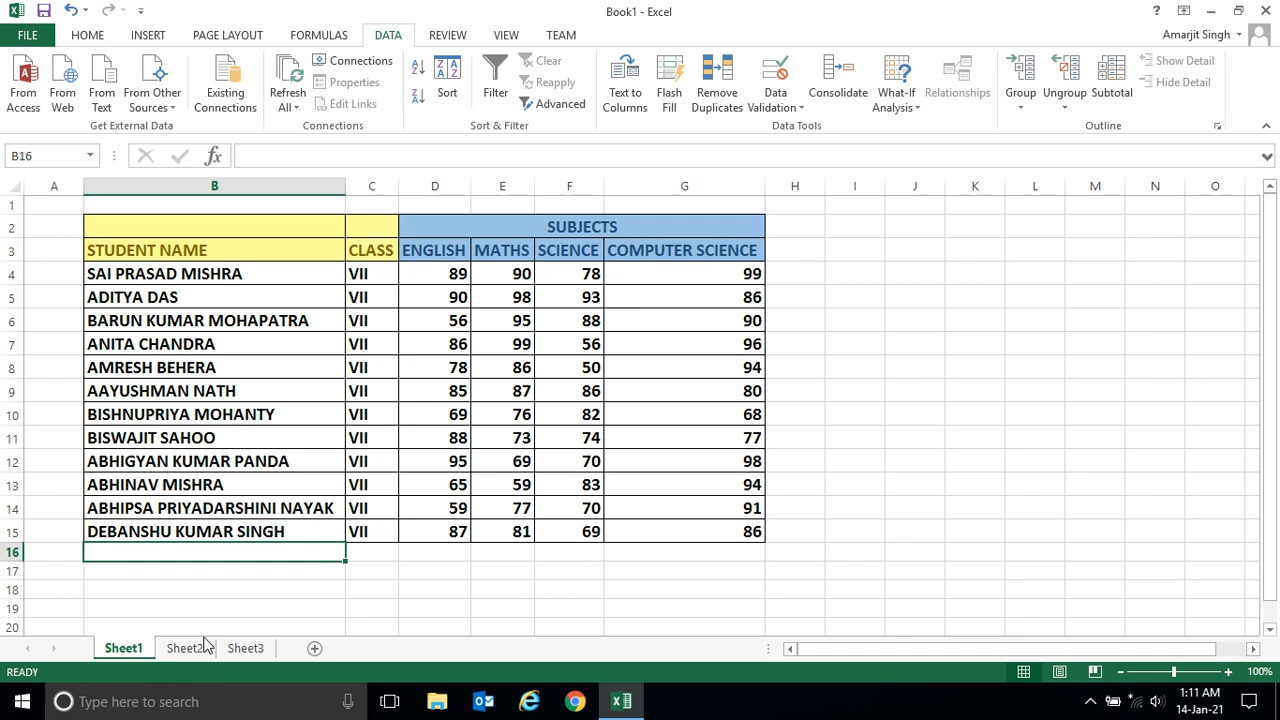 Book1 - Excel
?
FILE HOME INSERT PAGE LAYOUT FORMULAS DATA REVIEW VIEW TEAM Amarjit Singh
From Access
From Web
From Text
From Other Sources
Existing Connections
Get External Data
Refresh All
Connections
Properties
Edit Links
Connections
Sort
Filter
Clear
Reapply
Advanced
Sort & Filter
Text to Columns
Flash Fill
Remove Duplicates
Data Validation
Consolidate
What-If Analysis
Relationships
Data Tools
Group
Ungroup
Subtotal
Show Detail
Hide Detail
Outline
B16 fx
A B C D E F G H I J K L M N O
1
2 SUBJECTS
3 STUDENT NAME CLASS ENGLISH MATHS SCIENCE COMPUTER SCIENCE
4 SAI PRASAD MISHRA VII 89 90 78 99
5 ADITYA DAS VII 90 98 93 86
6 BARUN KUMAR MOHAPATRA VII 56 95 88 90
7 ANITA CHANDRA VII 86 99 56 96
8 AMRESH BEHERA VII 78 86 50 94
9 AAYUSHMAN NATH VII 85 87 86 80
10 BISHNUPRIYA MOHANTY VII 69 76 82 68
11 BISWAJIT SAHOO VII 88 73 74 77
12 ABHIGYAN KUMAR PANDA VII 95 69 70 98
13 ABHINAV MISHRA VII 65 59 83 94
14 ABHIPSA PRIYADARSHINI NAYAK VII 59 77 70 91
15 DEBANSHU KUMAR SINGH VII 87 81 69 86
16
17
18
19
20
Sheet1 Sheet2 Sheet3
READY 100%
Type here to search
1:11 AM
14-Jan-21